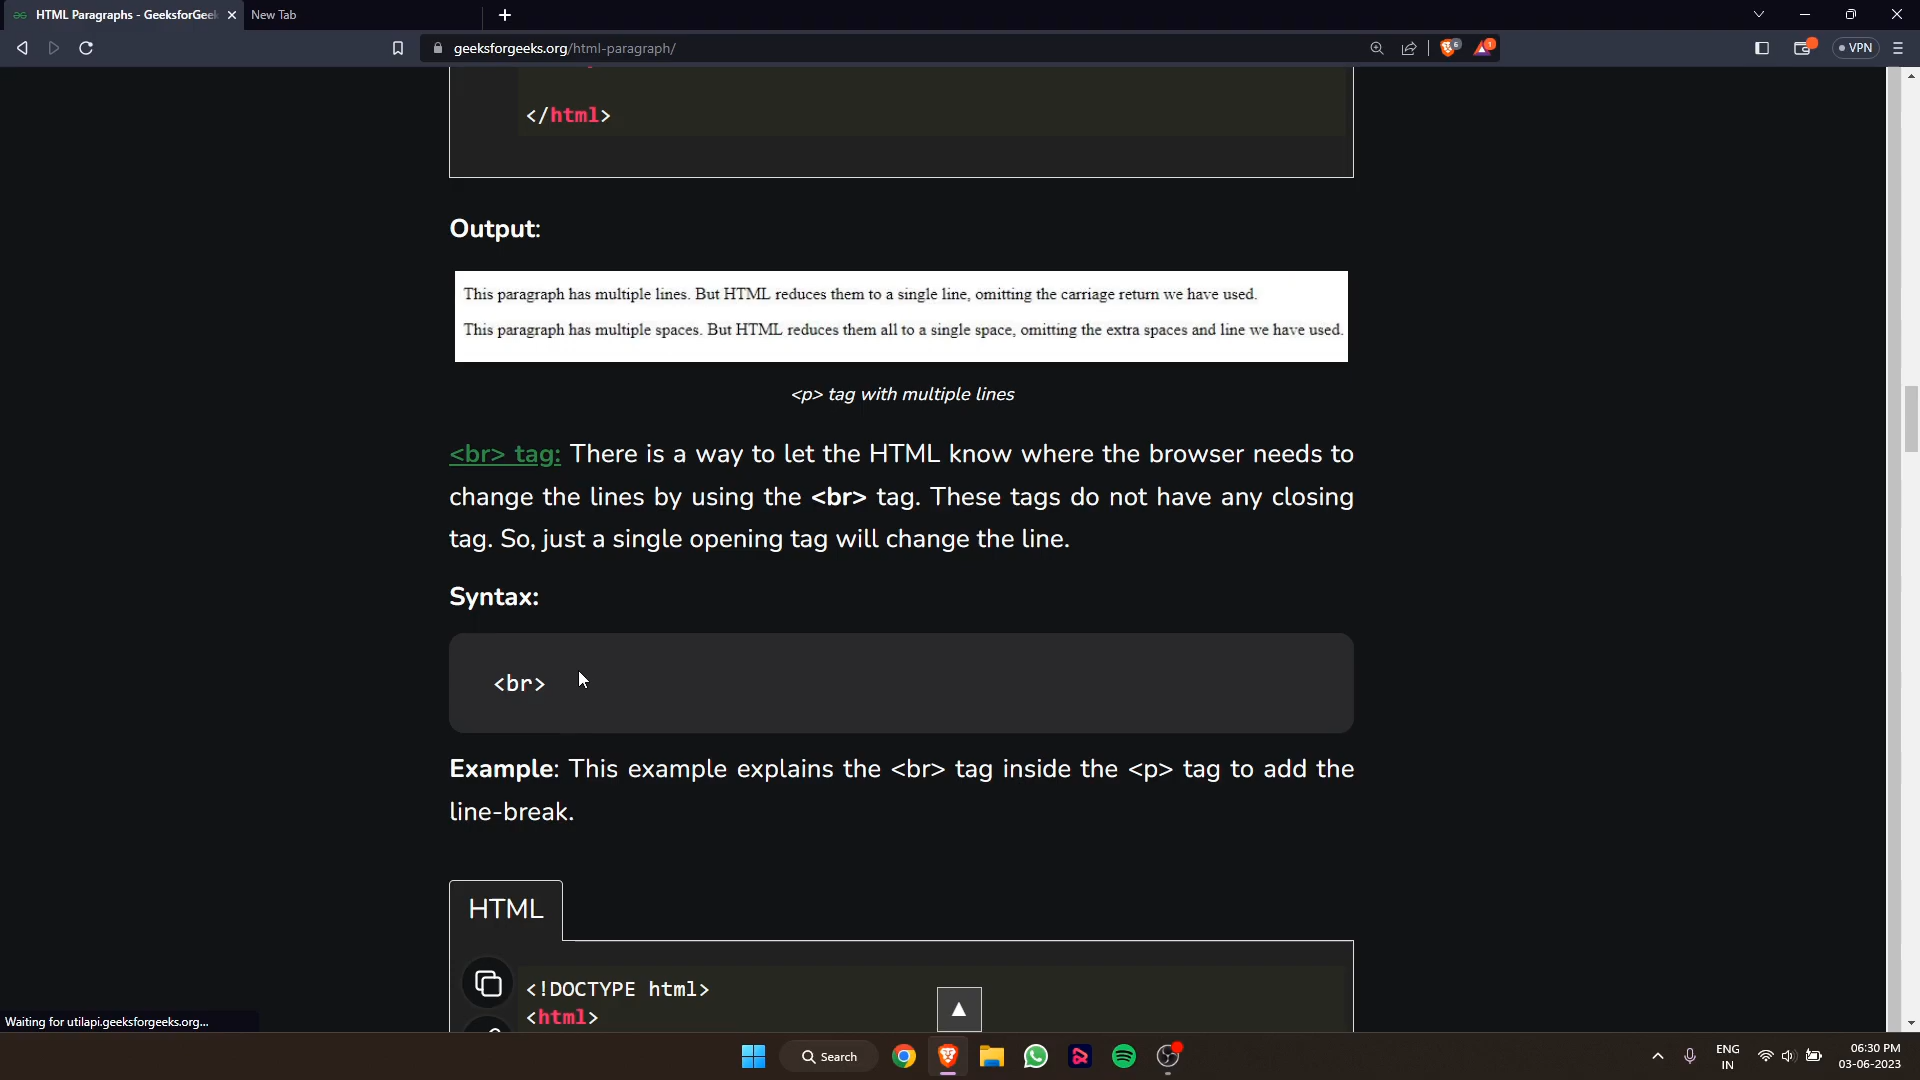 HTML Paragraphs - GeeksforGeek
New Tab
geeksforgeeks.org/html-paragraph/
6
1
VPN
</html>
Output:
This paragraph has multiple lines. But HTML reduces them to a single line, omitting the carriage return we have used.
This paragraph has multiple spaces. But HTML reduces them all to a single space, omitting the extra spaces and line we have used.
<p> tag with multiple lines
<br> tag: There is a way to let the HTML know where the browser needs to
change the lines by using the <br> tag. These tags do not have any closing
tag. So, just a single opening tag will change the line.
Syntax:
<br>
Example: This example explains the <br> tag inside the <p> tag to add the
line-break.
HTML
<!DOCTYPE html>
<html>
Waiting for utilapi.geeksforgeeks.org...
Search
ENG
IN
06:30 PM
03-06-2023